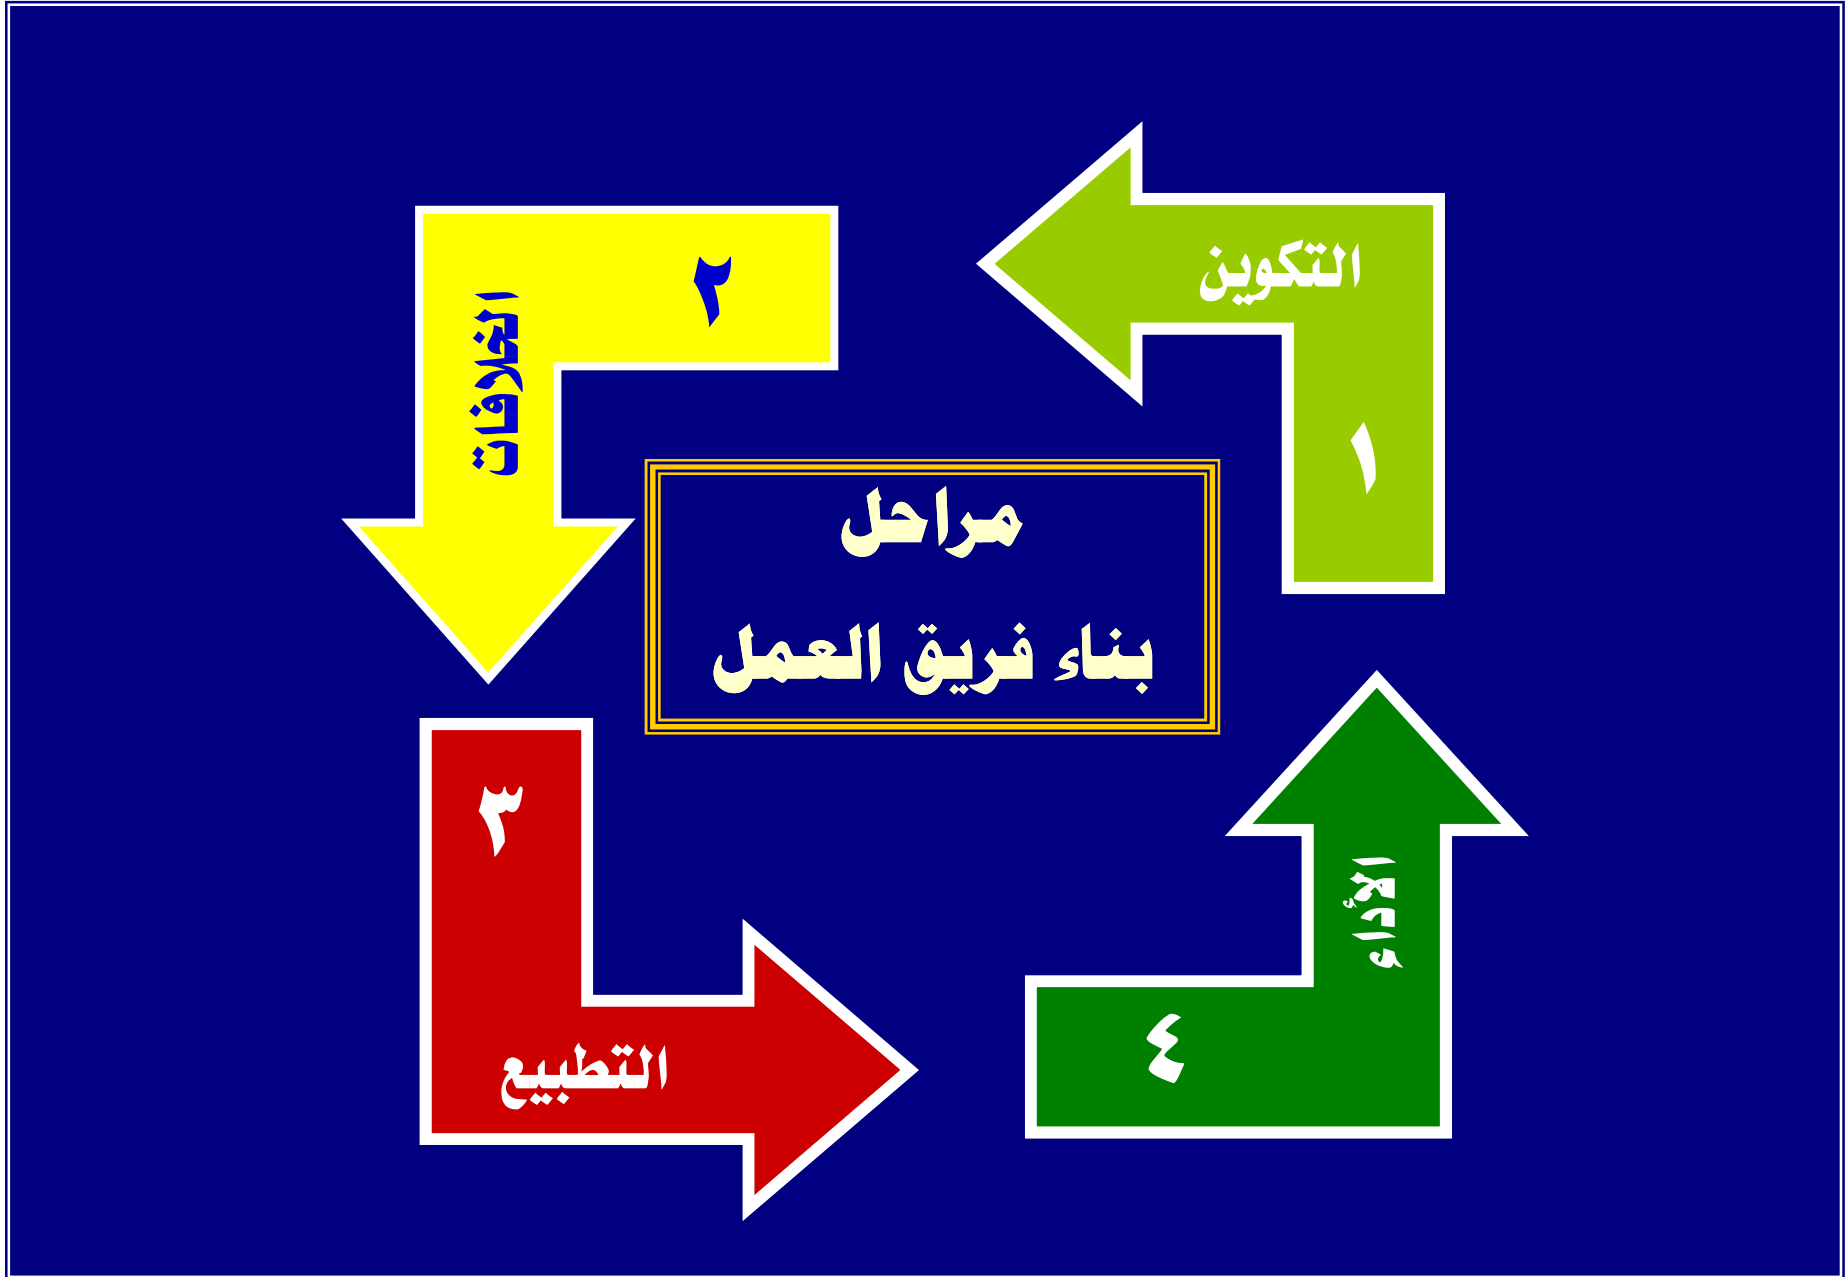 مراحل
بناء فريق العمل
١
التكوين
٢
الخلافات
٣
التطبيع
٤
الأداء